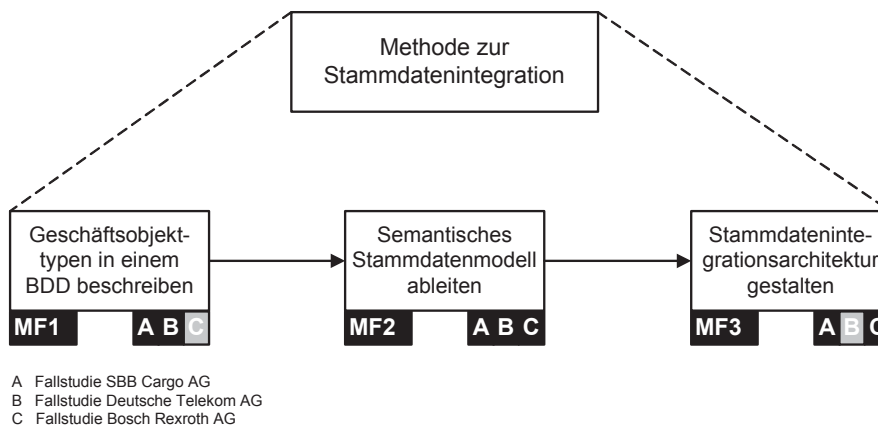 Methode zur
Stammdatenintegration
Geschäftsobjekt-
typen in einem
BDD beschreiben
Semantisches
Stammdatenmodell
ableiten
Stammdateninte-
grationsarchitektur
gestalten
MF1 A B C
MF2 A B C
MF3 A B C
A Fallstudie SBB Cargo AG
B Fallstudie Deutsche Telekom AG
C Fallstudie Bosch Rexroth AG